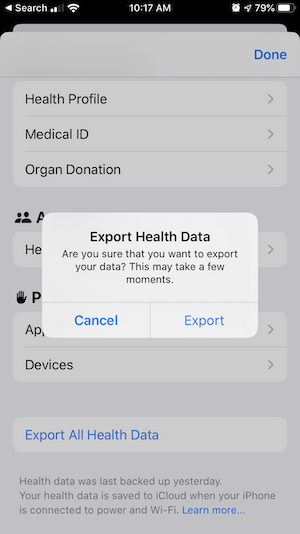 Search
10:17 AM
79%
Done
Health Profile
Medical ID
Organ Donation
A
He
Export Health Data
Are you sure that you want to export
your data? This may take a few
moments.
Cancel
Export
P
Ap
Devices
Export All Health Data
Health data was last backed up yesterday.
Your health data is saved to iCloud when your iPhone
is connected to power and Wi-Fi. Learn more...